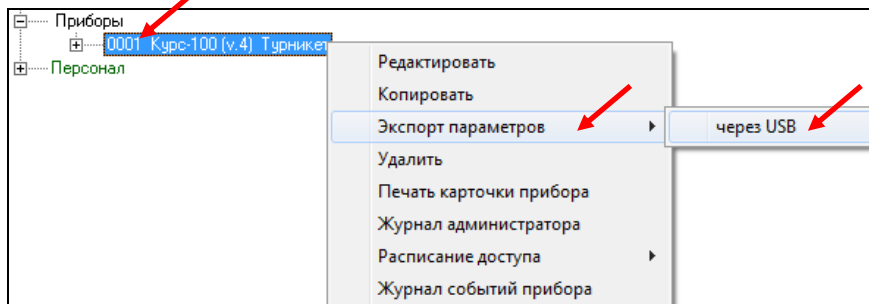 Приборы
0001 Курс-100 (v.4) Турникет
Персонал
Редактировать
Копировать
Экспорт параметров
через USB
Удалить
Печать карточки прибора
Журнал администратора
Расписание доступа
Журнал событий прибора